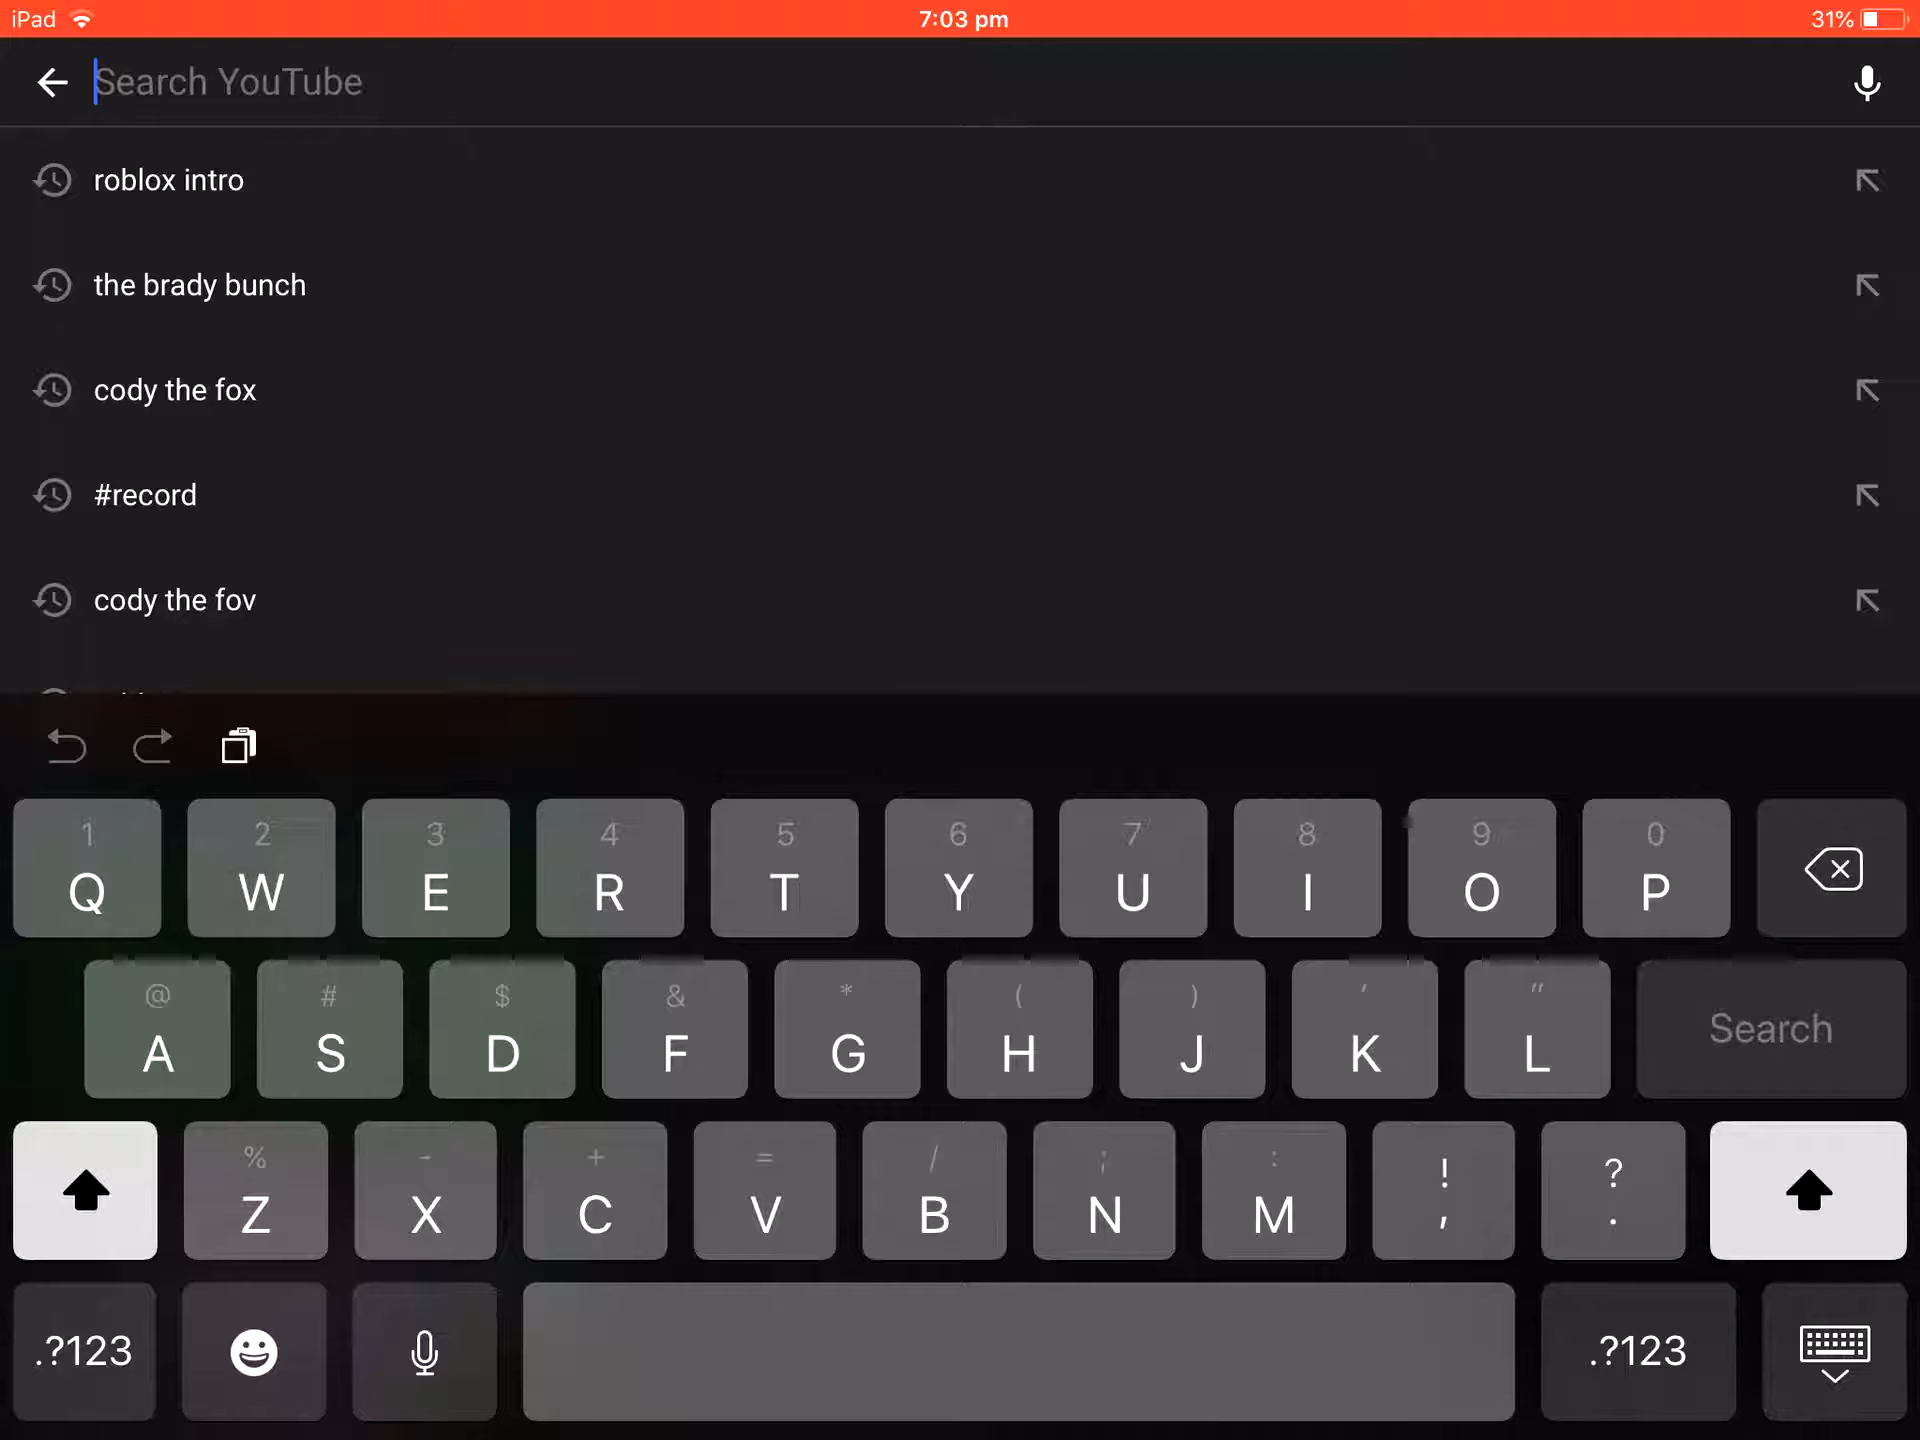 iPad 7:03 pm 31%
Search YouTube
roblox intro
the brady bunch
cody the fox
#record
cody the fov
1 2 3 4 5 6 7 8 9 0
Q W E R T Y U I O P
@ # $ & * ( ) ' "
A S D F G H J K L Search
% - + = / ; : ! ?
Z X C V B N M , .
.?123 .?123